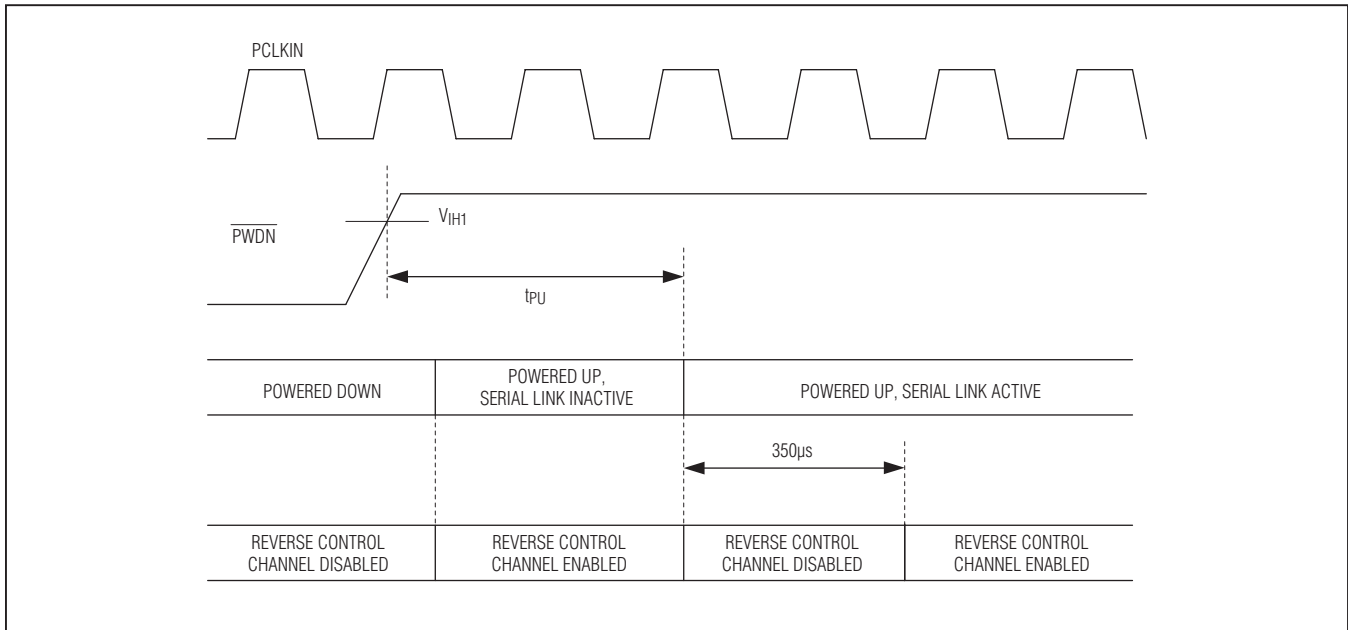 PCLKIN
PWDN
VIH1
tPU
POWERED DOWN
POWERED UP,
SERIAL LINK INACTIVE
POWERED UP, SERIAL LINK ACTIVE
350µs
REVERSE CONTROL
CHANNEL DISABLED
REVERSE CONTROL
CHANNEL ENABLED
REVERSE CONTROL
CHANNEL DISABLED
REVERSE CONTROL
CHANNEL ENABLED